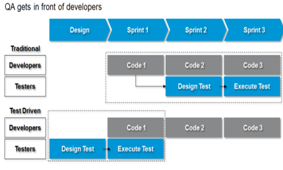 QA gets in front of developers
Design Sprint 1 Sprint 2 Sprint 3
Traditional
Developers Code 1 Code 2 Code 3
Testers Design Test Execute Test
Test Driven
Developers Code 1 Code 2 Code 3
Testers Design Test Execute Test